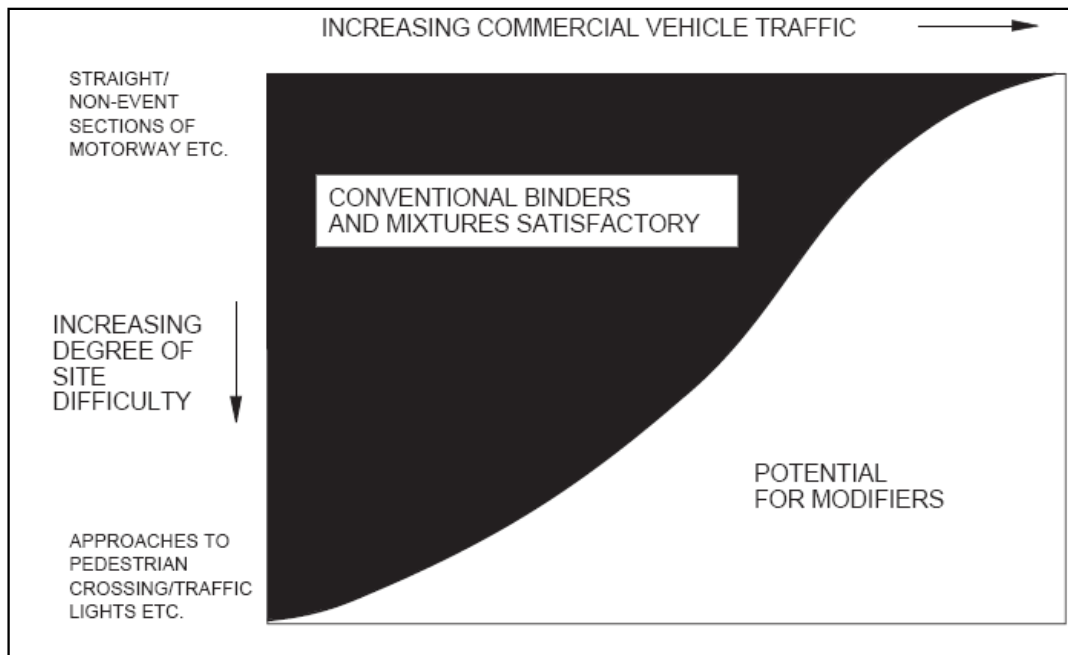 INCREASING COMMERCIAL VEHICLE TRAFFIC
STRAIGHT/
NON-EVENT
SECTIONS OF
MOTORWAY ETC.
CONVENTIONAL BINDERS
AND MIXTURES SATISFACTORY
INCREASING
DEGREE OF
SITE
DIFFICULTY
POTENTIAL
FOR MODIFIERS
APPROACHES TO
PEDESTRIAN
CROSSING/TRAFFIC
LIGHTS ETC.